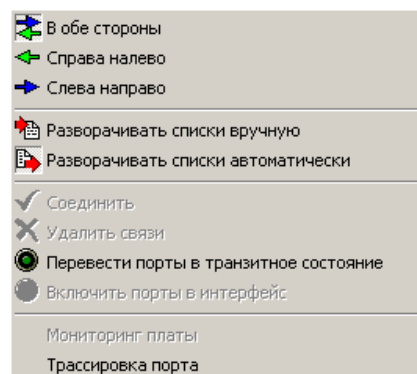 В обе стороны
Справа налево
Слева направо
Разворачивать списки вручную
Разворачивать списки автоматически
Соединить
Удалить связи
Перевести порты в транзитное состояние
Включить порты в интерфейс
Мониторинг платы
Трассировка порта